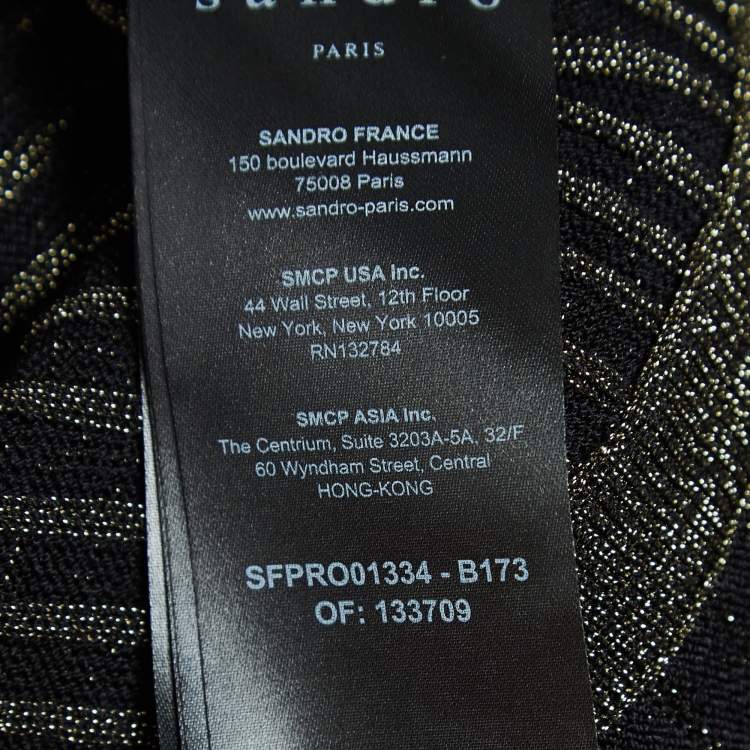 sandro
PARIS
SANDRO FRANCE
150 boulevard Haussmann
75008 Paris
www.sandro-paris.com
SMCP USA Inc.
44 Wall Street, 12th Floor
New York, New York 10005
RN132784
SMCP ASIA Inc.
The Centrium, Suite 3203A-5A, 32/F
60 Wyndham Street, Central
HONG-KONG
SFPRO01334 - B173
OF: 133709